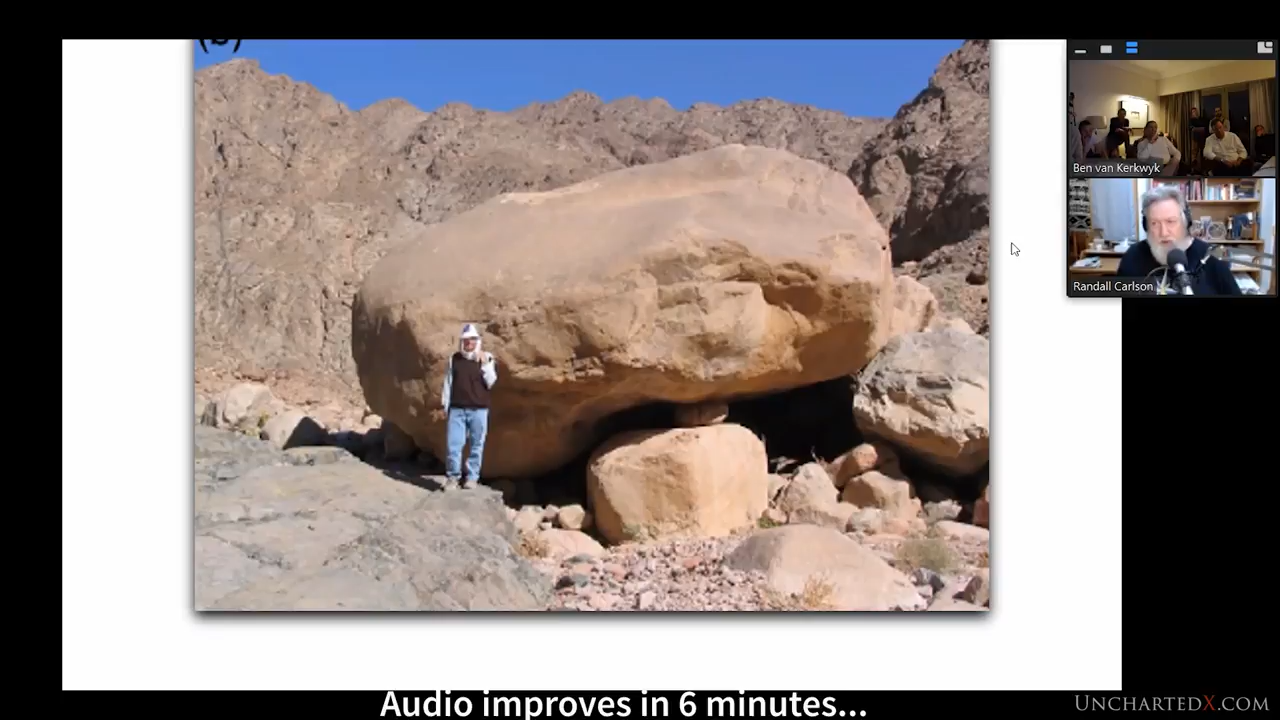 (b)
Ben van Kerkwyk
Randall Carlson
Audio improves in 6 minutes...
UNCHARTEDX.COM